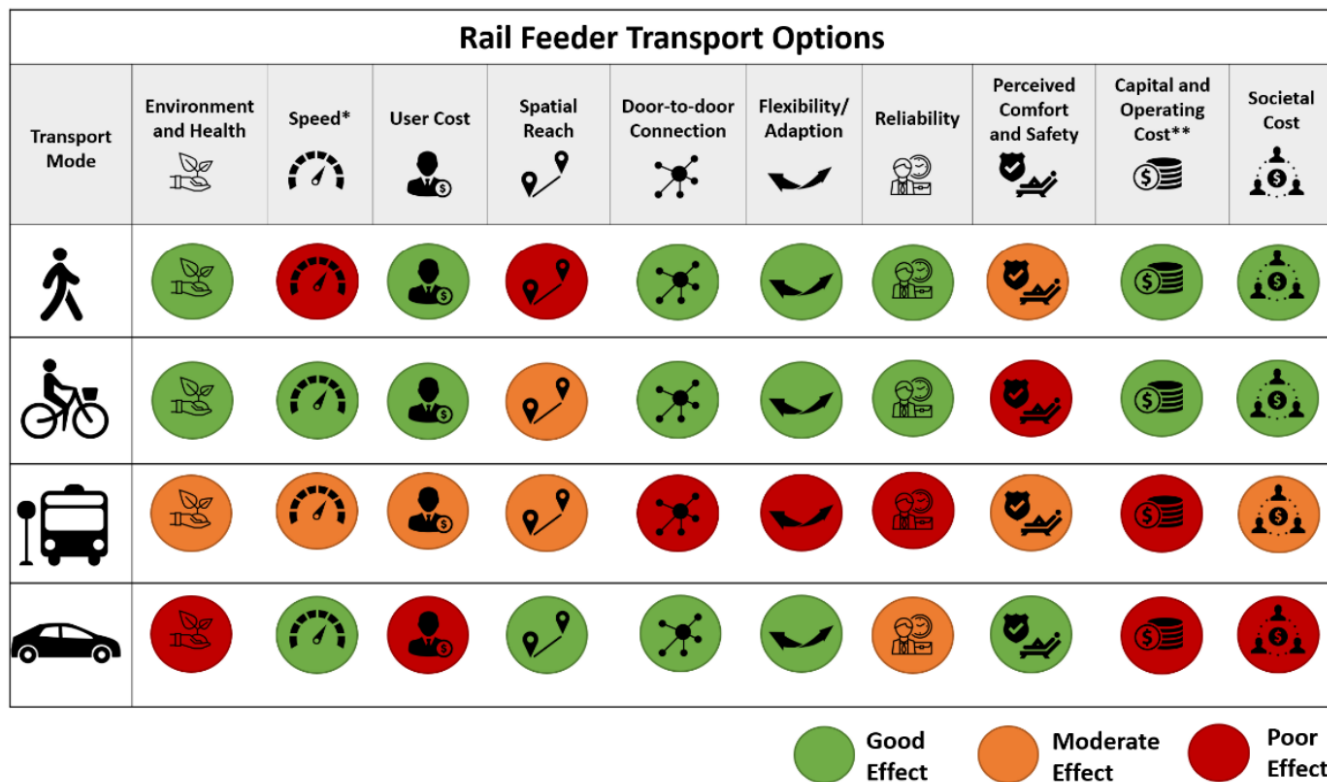 Rail Feeder Transport Options
Transport
Mode
Environment
and Health
Speed*
User Cost
Spatial
Reach
Door-to-door
Connection
Flexibility/
Adaption
Reliability
Perceived
Comfort
and Safety
Capital and
Operating
Cost**
Societal
Cost
Good
Effect
Moderate
Effect
Poor
Effect